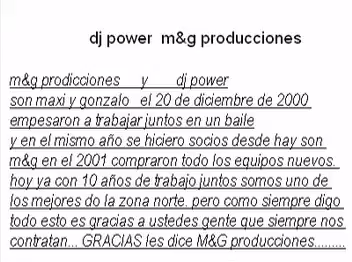 dj power m&g producciones
m&g prodicciones y dj power
son maxi y gonzalo el 20 de diciembre de 2000
empesaron a trabajar juntos en un baile
y en el mismo año se hiciero socios desde hay son
m&g en el 2001 compraron todo los equipos nuevos.
hoy ya con 10 años de trabajo juntos somos uno de
los mejores do la zona norte. pero como siempre digo
todo esto es gracias a ustedes gente que siempre nos
contratan... GRACIAS les dice M&G producciones.........